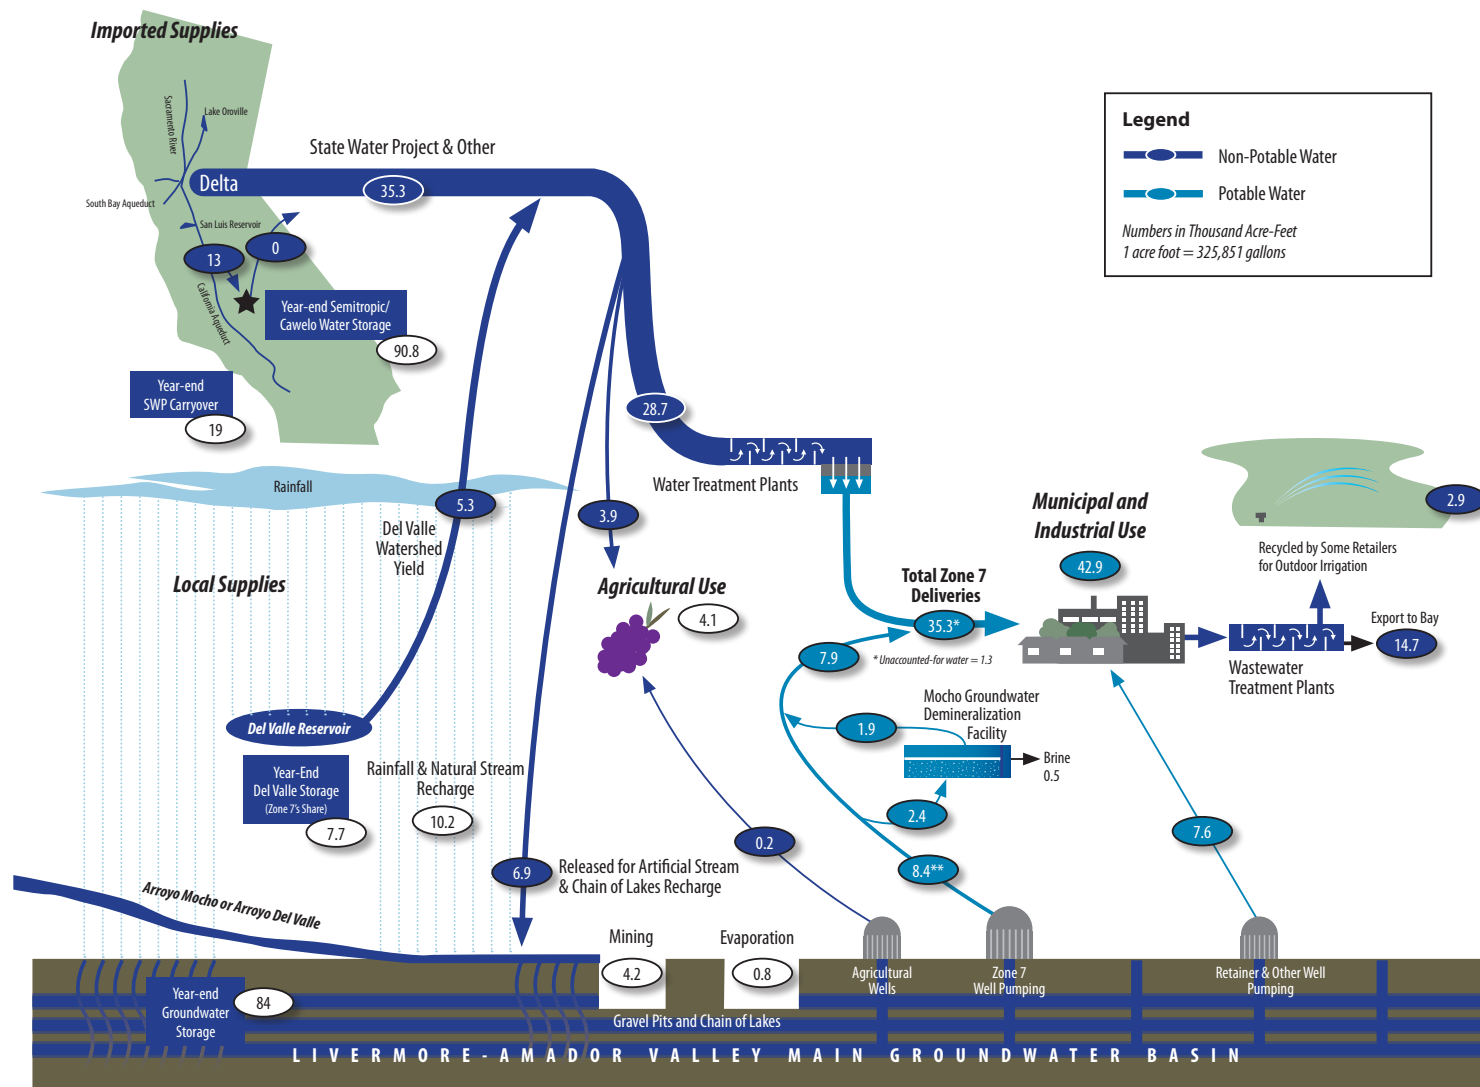 Imported Supplies
Sacramento River
Lake Oroville
State Water Project & Other
Delta
35.3
South Bay Aqueduct
San Luis Reservoir
13
0
California Aqueduct
Year-end Semitropic/
Cawelo Water Storage
90.8
Year-end
SWP Carryover
19
Legend
Non-Potable Water
Potable Water
Numbers in Thousand Acre-Feet
1 acre foot = 325,851 gallons
28.7
Water Treatment Plants
Rainfall
5.3
Del Valle
Watershed
Yield
3.9
Local Supplies
Agricultural Use
4.1
Total Zone 7
Deliveries
35.3*
* Unaccounted-for water = 1.3
7.9
Municipal and
Industrial Use
42.9
2.9
Recycled by Some Retailers
for Outdoor Irrigation
Export to Bay
14.7
Wastewater
Treatment Plants
Mocho Groundwater
Demineralization
Facility
1.9
Brine
0.5
2.4
8.4**
7.6
0.2
Del Valle Reservoir
Year-End
Del Valle Storage
(Zone 7's Share)
7.7
Rainfall & Natural Stream
Recharge
10.2
6.9
Released for Artificial Stream
& Chain of Lakes Recharge
Arroyo Mocho or Arroyo Del Valle
Mining
4.2
Evaporation
0.8
Gravel Pits and Chain of Lakes
Agricultural
Wells
Zone 7
Well Pumping
Retainer & Other Well
Pumping
Year-end
Groundwater
Storage
84
LIVERMORE-AMADOR VALLEY MAIN GROUNDWATER BASIN